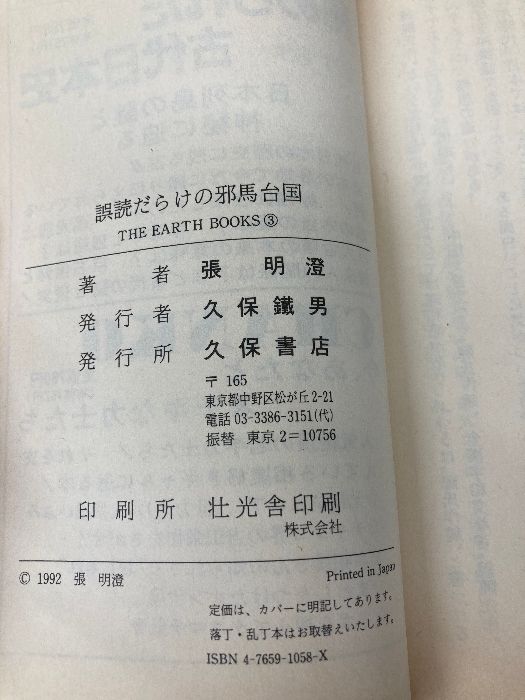 誤読だらけの邪馬台国
THE EARTH BOOKS③
著者 張明澄
発行者 久保鐵男
発行所 久保書店
〒165
東京都中野区松が丘2-21
電話 03-3386-3151(代)
振替 東京2=10756
印刷所 壮光舎印刷
株式会社
© 1992 張 明澄
Printed in Japan
定価は、カバーに明記してあります。
落丁・乱丁本はお取替えいたします。
ISBN 4-7659-1058-X